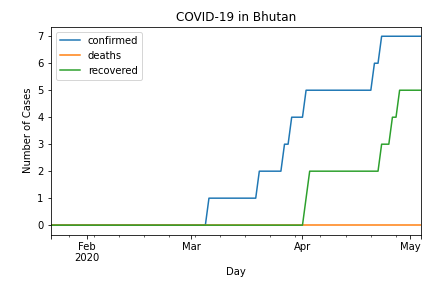 COVID-19 in Bhutan
confirmed
deaths
recovered
Number of Cases
7
6
5
4
3
2
1
0
Feb
2020
Mar
Apr
May
Day